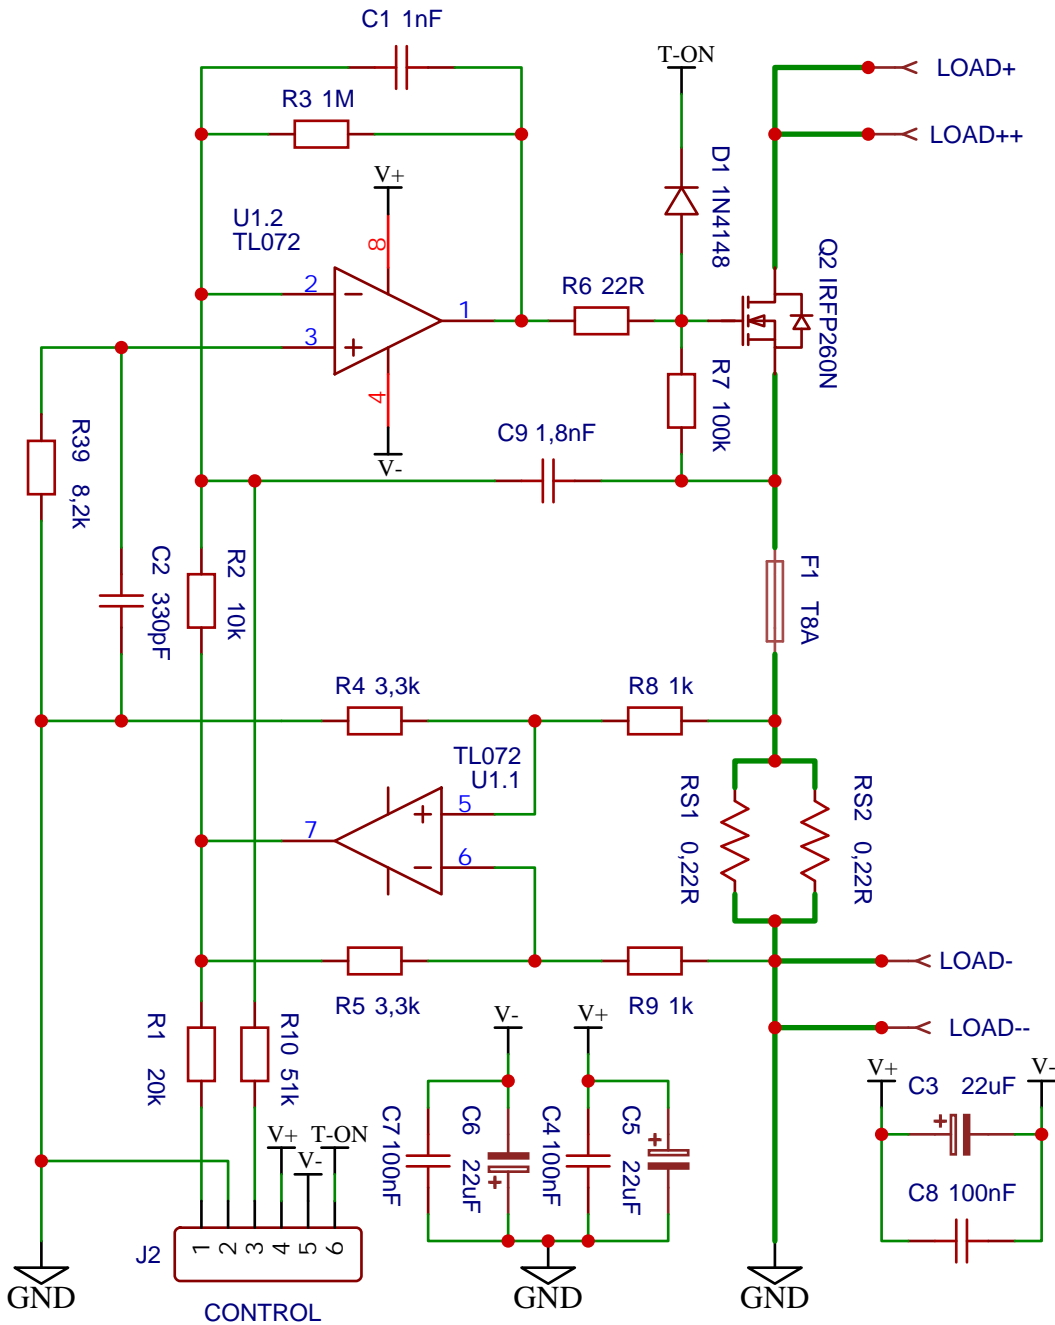 C1 1nF
T-ON
LOAD+
R3 1M
LOAD++
V+
D1 1N4148
U1.2
TL072
8
Q2 IRFP260N
2
R6 22R
1
3
R7 100k
4
R39 8,2k
C9 1,8nF
V-
C2 330pF
R2 10k
F1 T8A
R4 3,3k
R8 1k
TL072
U1.1
5
RS1 0,22R
RS2 0,22R
7
6
LOAD-
R5 3,3k
R9 1k
R1 20k
R10 51k
V-
V+
LOAD--
V+
C3 22uF
V-
C7 100nF
C6 22uF
C4 100nF
C5 22uF
V+
T-ON
V-
C8 100nF
J2
1 2 3 4 5 6
GND
GND
GND
CONTROL